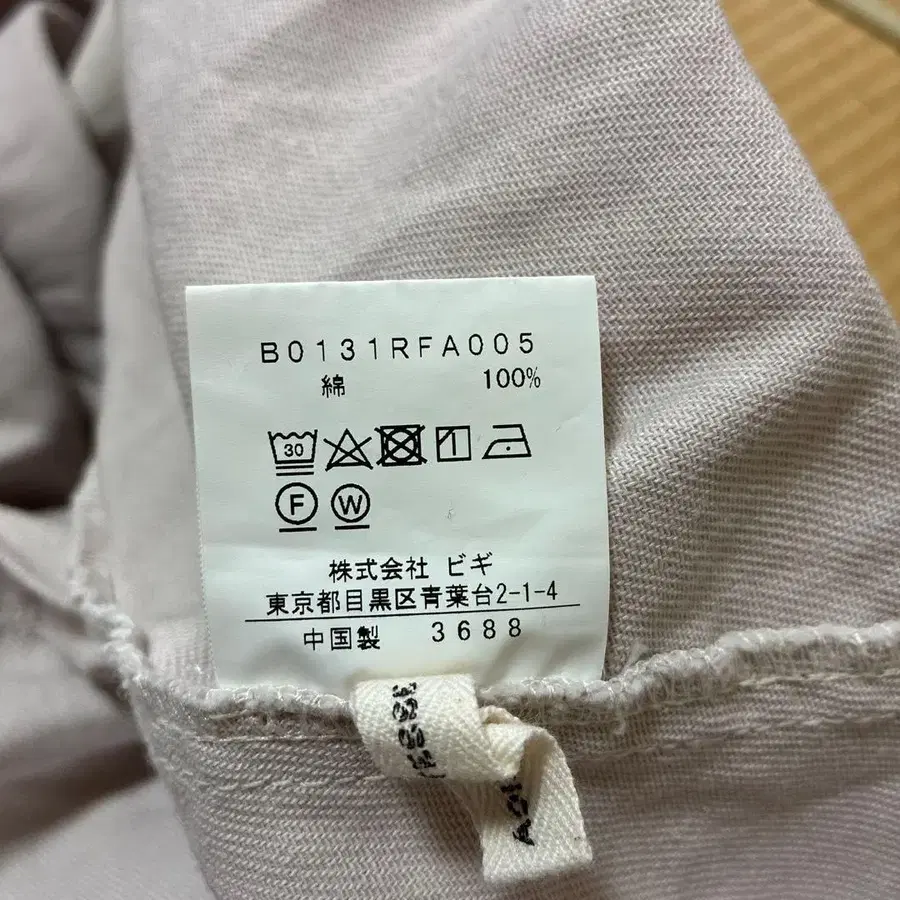 B0131RFA005
綿 100%
30
F W
株式会社 ビギ
東京都目黒区青葉台2-1-4
中国製 3688